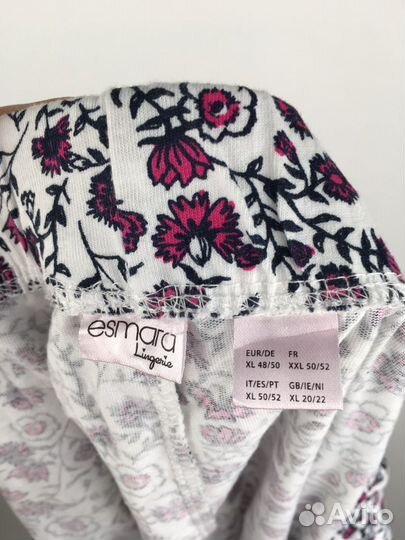 esmara
Lingerie
EUR/DE FR
XL 48/50 XXL 50/52
IT/ES/PT GB/IE/NI
XL 50/52 XL 20/22
Avito